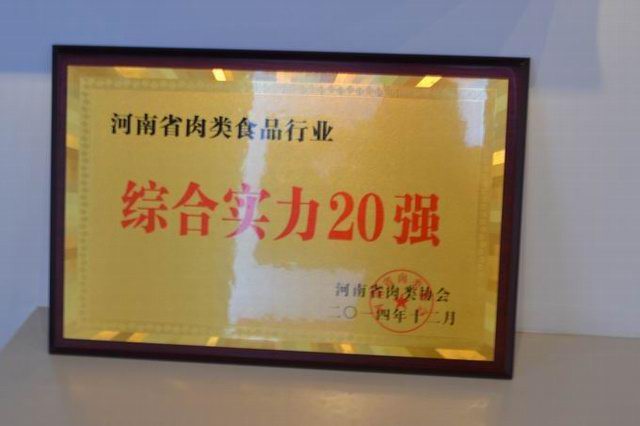 河南省肉类食品行业
综合实力20强
河南省肉类协会
二〇一四年十二月